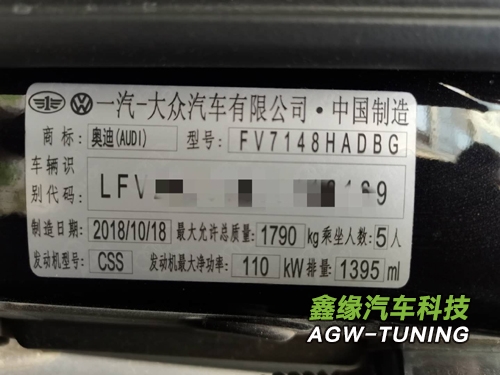 一汽-大众汽车有限公司·中国制造
商标: 奥迪(AUDI) 型号: FV7148HADBG
车辆识
别代码: LFV 9
制造日期: 2018/10/18 最大允许总质量: 1790 kg 乘坐人数: 5 人
发动机型号: CSS 发动机最大净功率: 110 kW 排量: 1395 ml
鑫缘汽车科技
AGW-TUNING